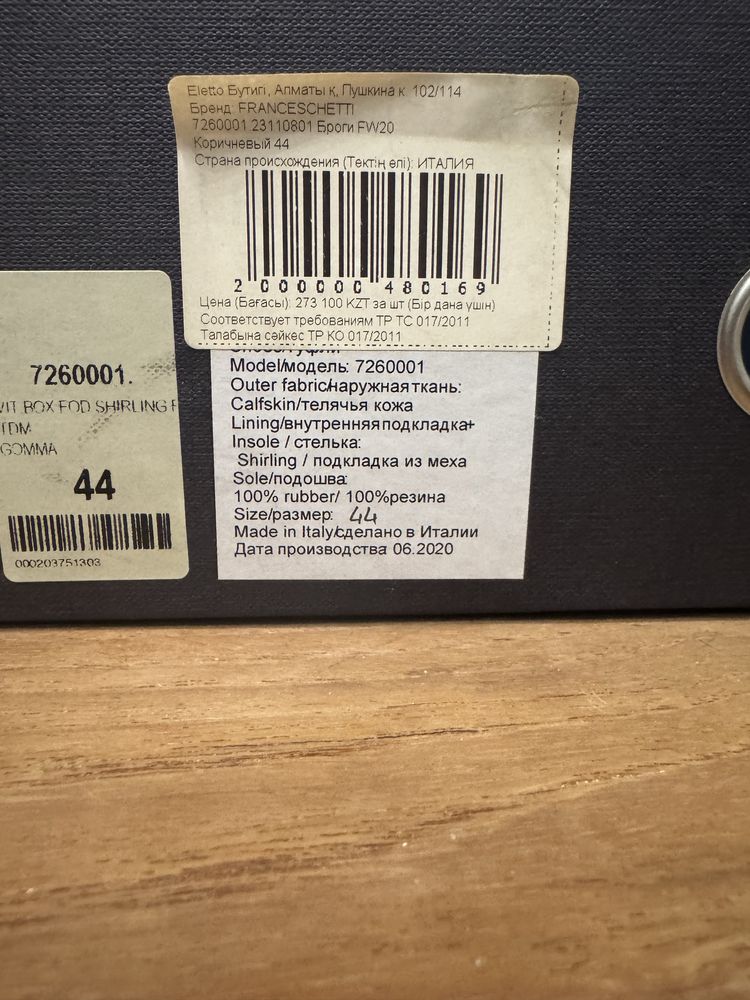 Eletto Бутигі, Алматы қ, Пушкина к. 102/114
Бренд: FRANCESCHETTI
7260001 23110801 Броги FW20
Коричневый 44
Страна происхождения (Тектің елі): ИТАЛИЯ
2 000000 480169
Цена (Бағасы): 273 100 KZT за шт (Бір дана үшін)
Соответствует требованиям ТР ТС 017/2011
Талабына сәйкес ТР КО 017/2011
Model/модель: 7260001
Outer fabric/наружная ткань:
Calfskin/телячья кожа
Lining/внутренняя подкладка+
Insole / стелька:
Shirling / подкладка из меха
Sole/подошва:
100% rubber/ 100%резина
Size/размер: 44
Made in Italy/сделано в Италии
Дата производства: 06.2020
7260001.
VIT BOX FOD SHIRLING F
TDM
GOMMA
44
000203751303